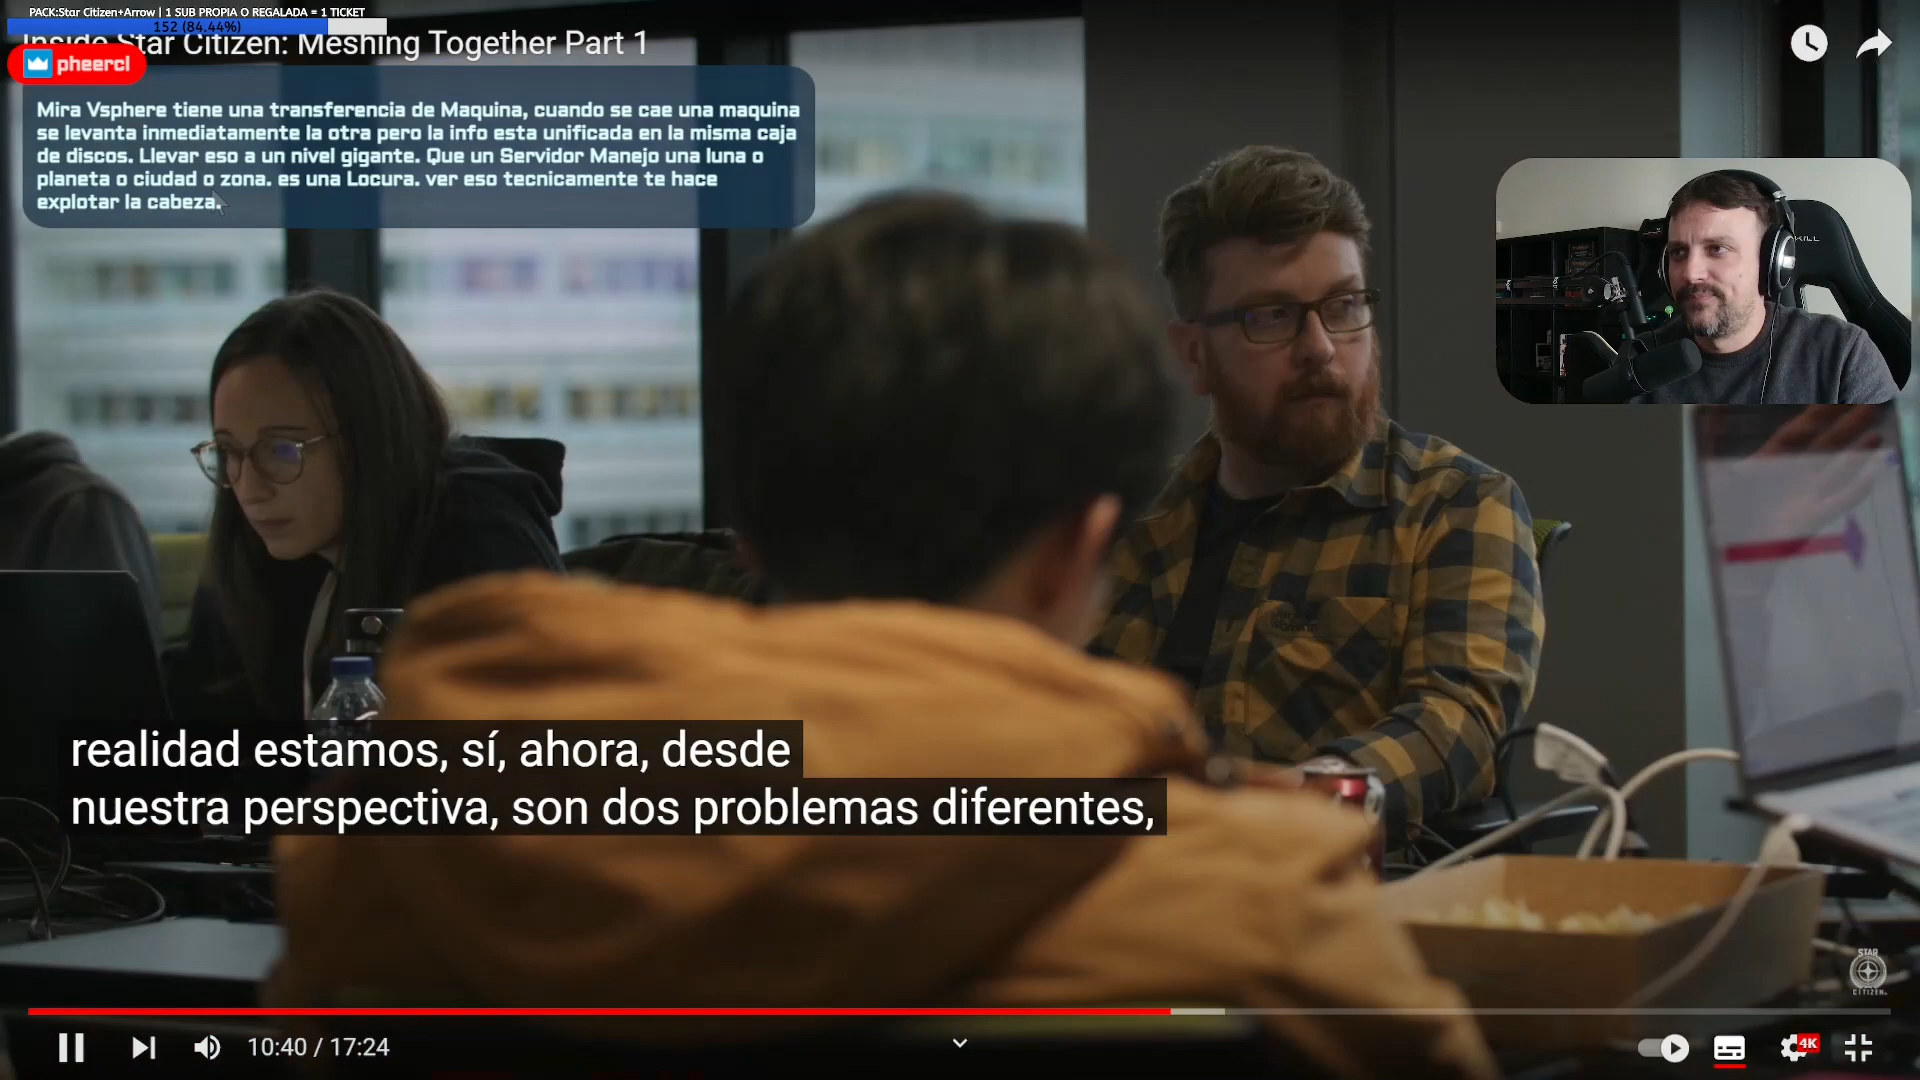 PACK:Star Citizen+Arrow | 1 SUB PROPIA O REGALADA = 1 TICKET
152 (84.44%)
Inside Star Citizen: Meshing Together Part 1
pheercl
Mira Vsphere tiene una transferencia de Maquina, cuando se cae una maquina
se levanta inmediatamente la otra pero la info esta unificada en la misma caja
de discos. Llevar eso a un nivel gigante. Que un Servidor Manejo una luna o
planeta o ciudad o zona. es una Locura. ver eso tecnicamente te hace
explotar la cabeza.
realidad estamos, sí, ahora, desde
nuestra perspectiva, son dos problemas diferentes,
STAR
CITIZEN
10:40 / 17:24
4K